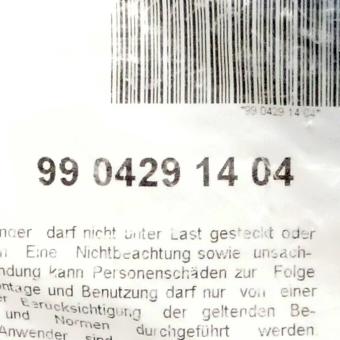 *99 0429 14 04*
99 0429 14 04
darf nicht unter Last gesteckt oder
Eine Nichtbeachtung sowie unsach-
ndung kann Personenschäden zur Folge
ntage und Benutzung darf nur von einer
Berücksichtigung der geltenden Be-
und Normen durchgeführt werden.
Anwender sind